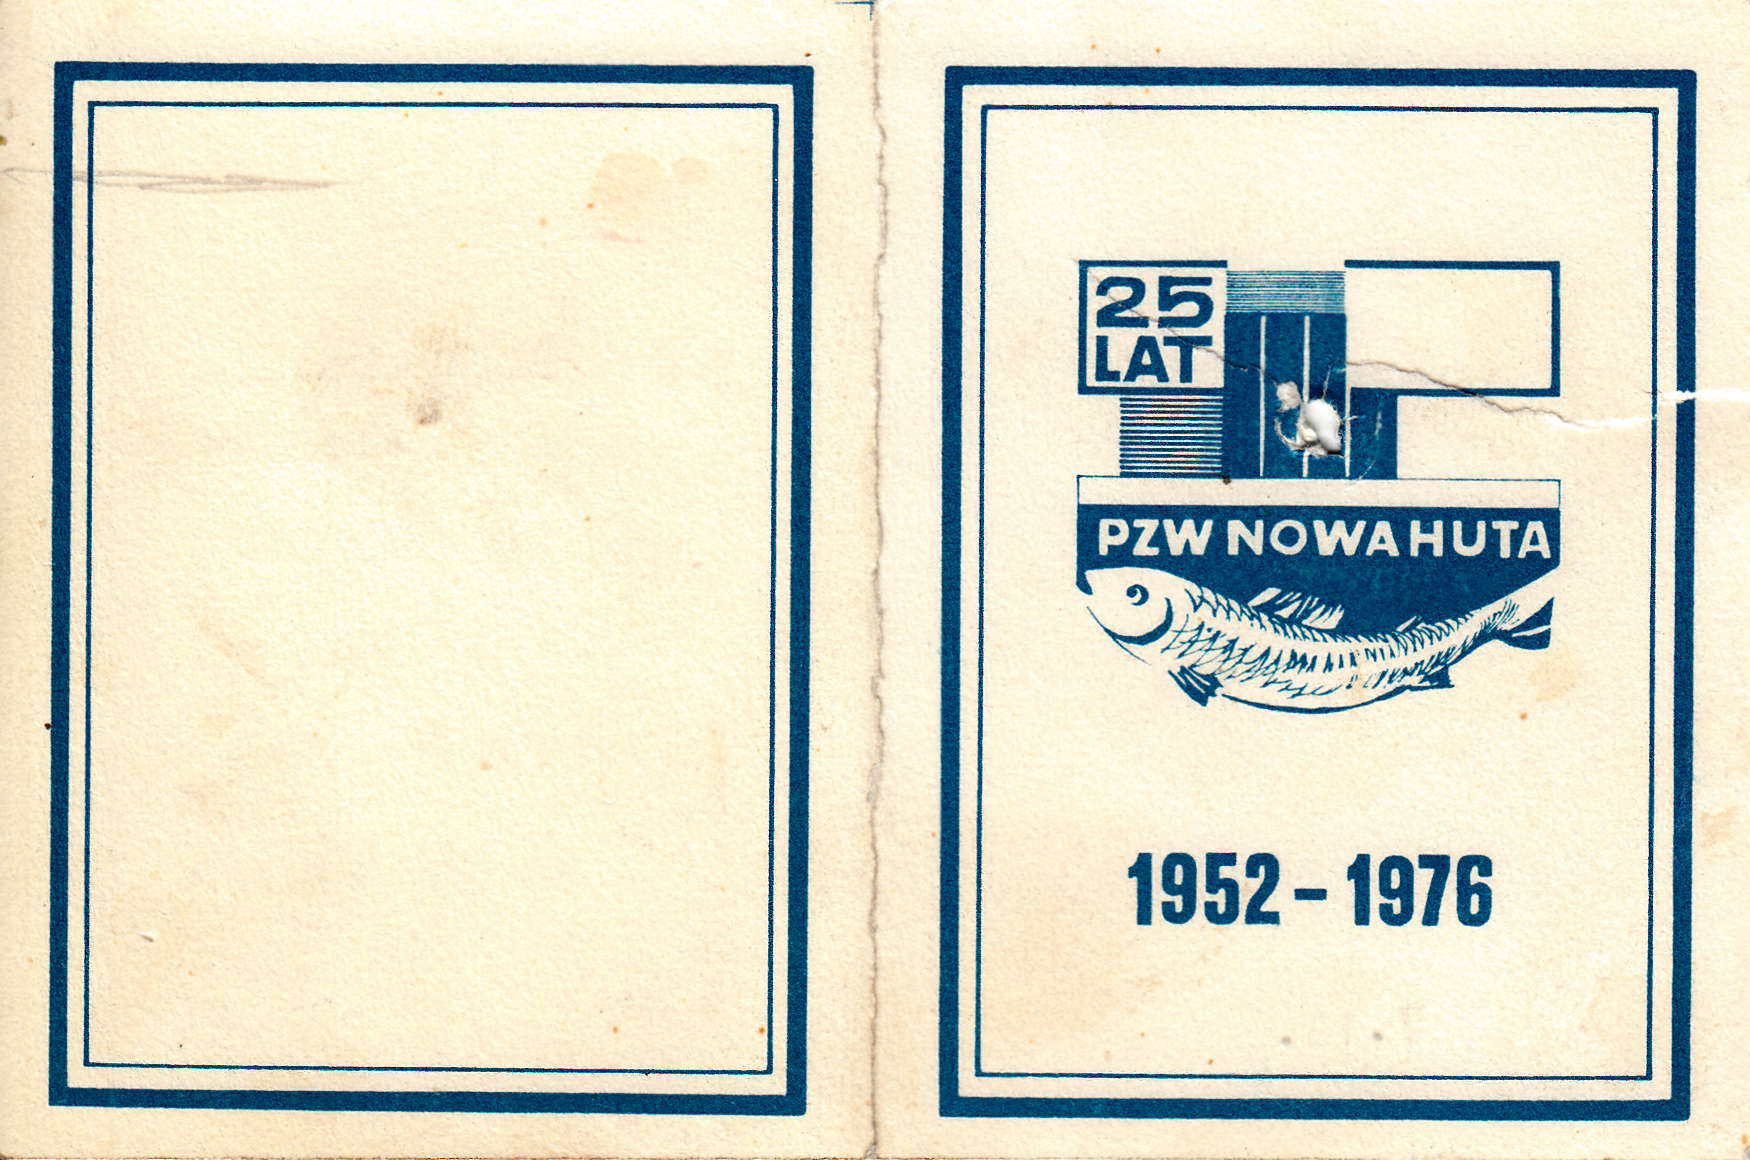 25
LAT
PZW NOWA HUTA
1952 - 1976